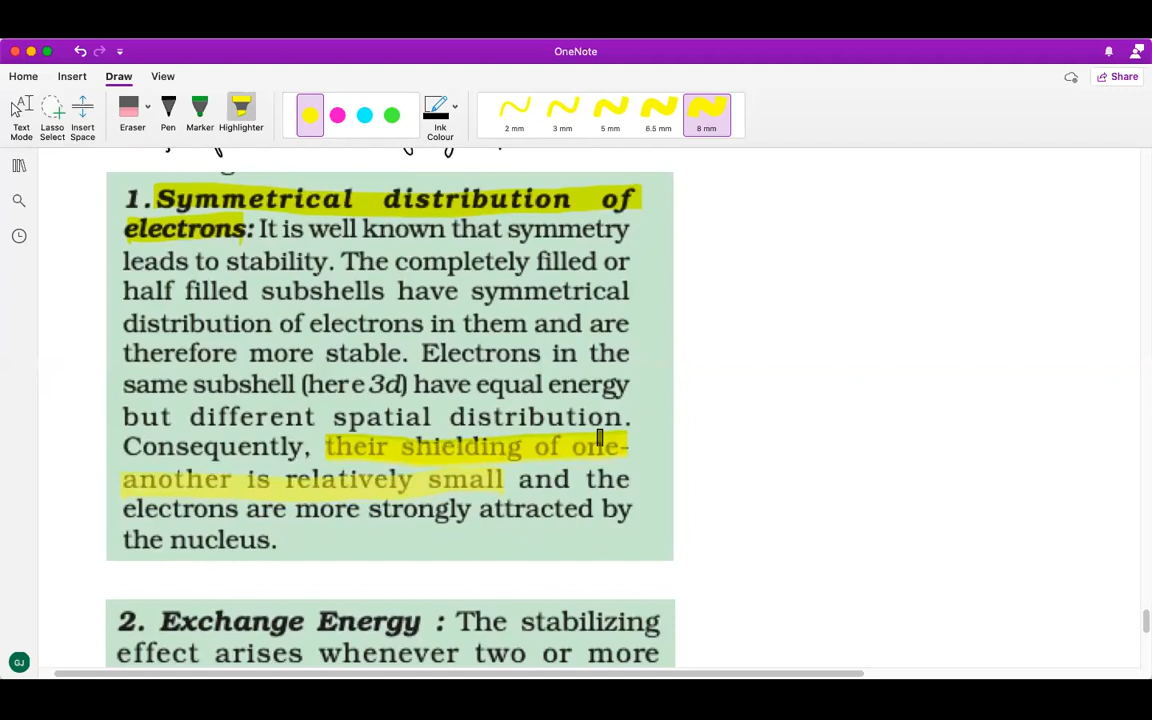 OneNote
Home Insert Draw View
Share
Text Mode
Lasso Select
Insert Space
Eraser
Pen
Marker
Highlighter
Ink Colour
2 mm
3 mm
5 mm
6.5 mm
8 mm
1. Symmetrical distribution of
electrons: It is well known that symmetry
leads to stability. The completely filled or
half filled subshells have symmetrical
distribution of electrons in them and are
therefore more stable. Electrons in the
same subshell (here 3d) have equal energy
but different spatial distribution.
Consequently, their shielding of one-
another is relatively small and the
electrons are more strongly attracted by
the nucleus.
2. Exchange Energy : The stabilizing
effect arises whenever two or more
GJ